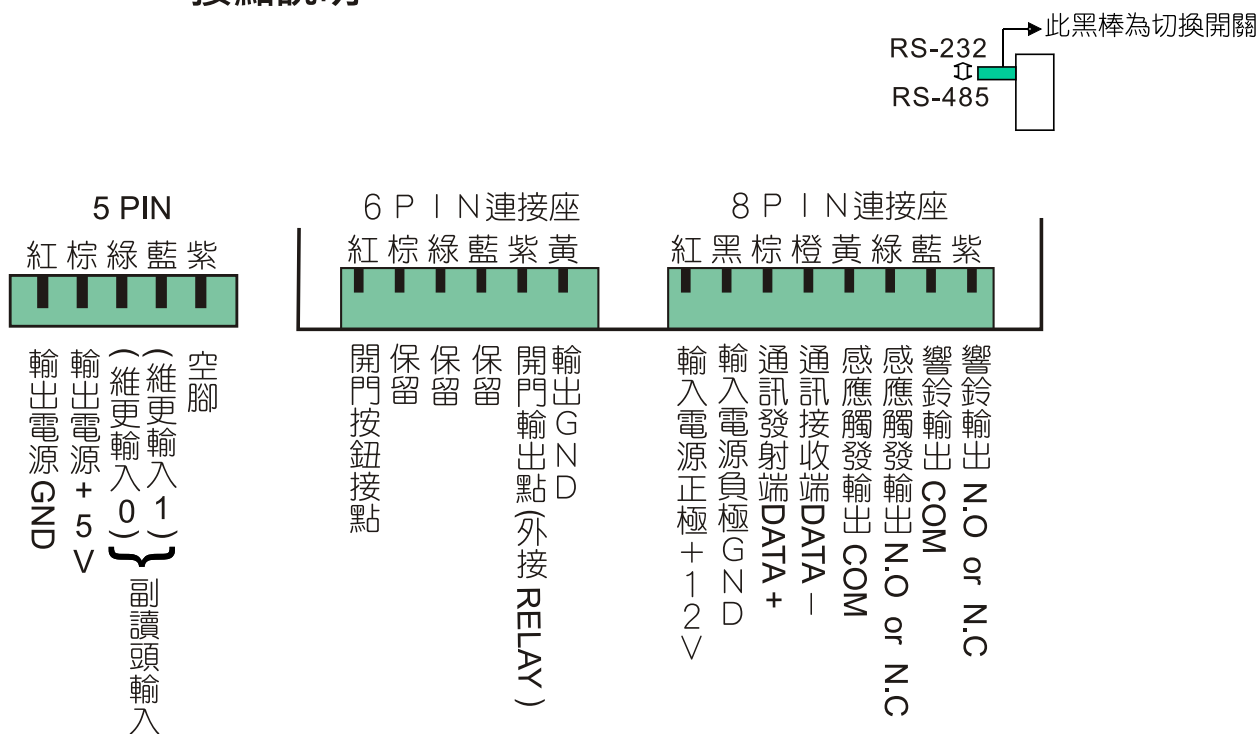 接點說明
此黑棒為切換開關
RS-232
RS-485
5 PIN
紅棕綠藍紫
輸出電源GND
輸出電源+5V
(維更輸入0)
(維更輸入1)
空腳
副讀頭輸入
6PIN連接座
紅棕綠藍紫黃
開門按鈕接點
保留
保留
保留
開門輸出點(外接RELAY)
輸出GND
8PIN連接座
紅黑棕橙黃綠藍紫
輸入電源正極+12V
輸入電源負極GND
通訊發射端DATA+
通訊接收端DATA-
感應觸發輸出COM
感應觸發輸出N.O or N.C
響鈴輸出COM
響鈴輸出N.O or N.C